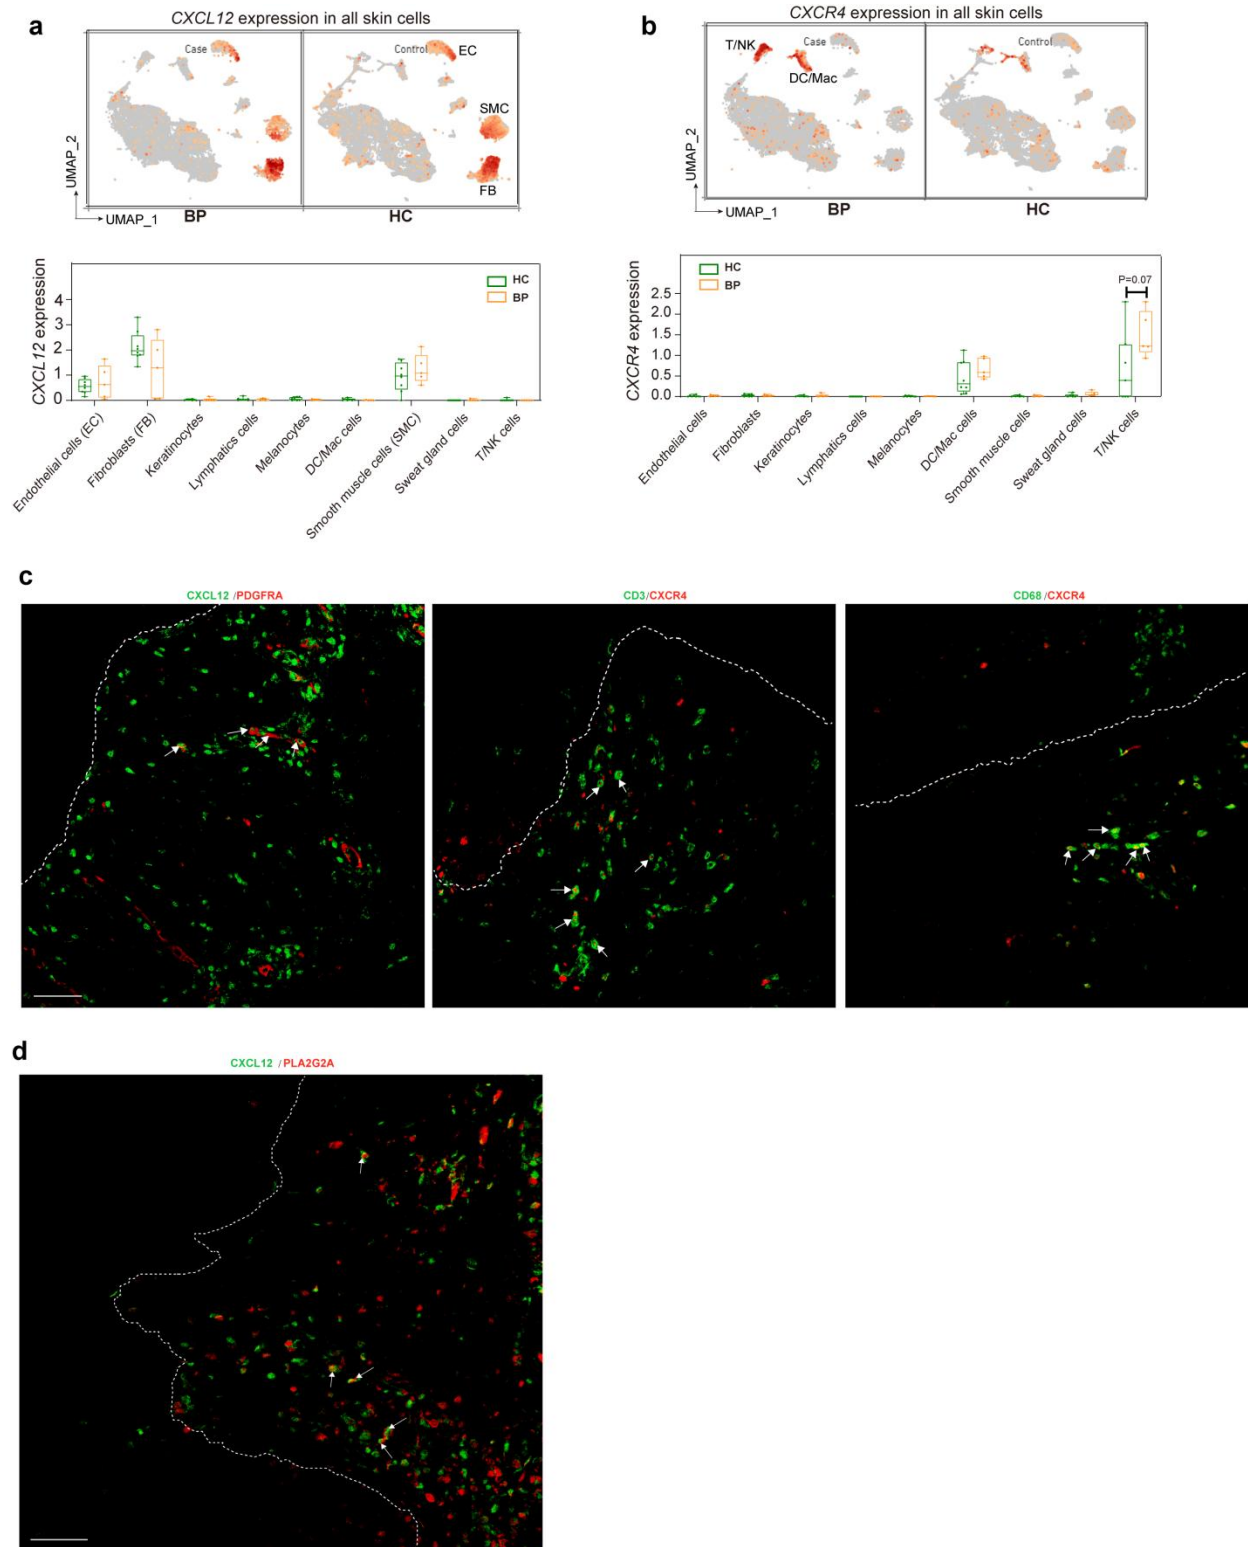 a
CXCL12 expression in all skin cells
Case
Control
EC
SMC
FB
UMAP_2
UMAP_1
BP
HC
CXCL12 expression
4
3
2
1
0
HC
BP
Endothelial cells (EC)
Fibroblasts (FB)
Keratinocytes
Lymphatics cells
Melanocytes
DC/Mac cells
Smooth muscle cells (SMC)
Sweat gland cells
T/NK cells
b
CXCR4 expression in all skin cells
T/NK
Case
DC/Mac
Control
UMAP_2
UMAP_1
BP
HC
CXCR4 expression
2.5
2.0
1.5
1.0
0.5
0.0
HC
BP
P=0.07
Endothelial cells
Fibroblasts
Keratinocytes
Lymphatics cells
Melanocytes
DC/Mac cells
Smooth muscle cells
Sweat gland cells
T/NK cells
c
CXCL12 /PDGFRA
CD3/CXCR4
CD68 /CXCR4
d
CXCL12 /PLA2G2A